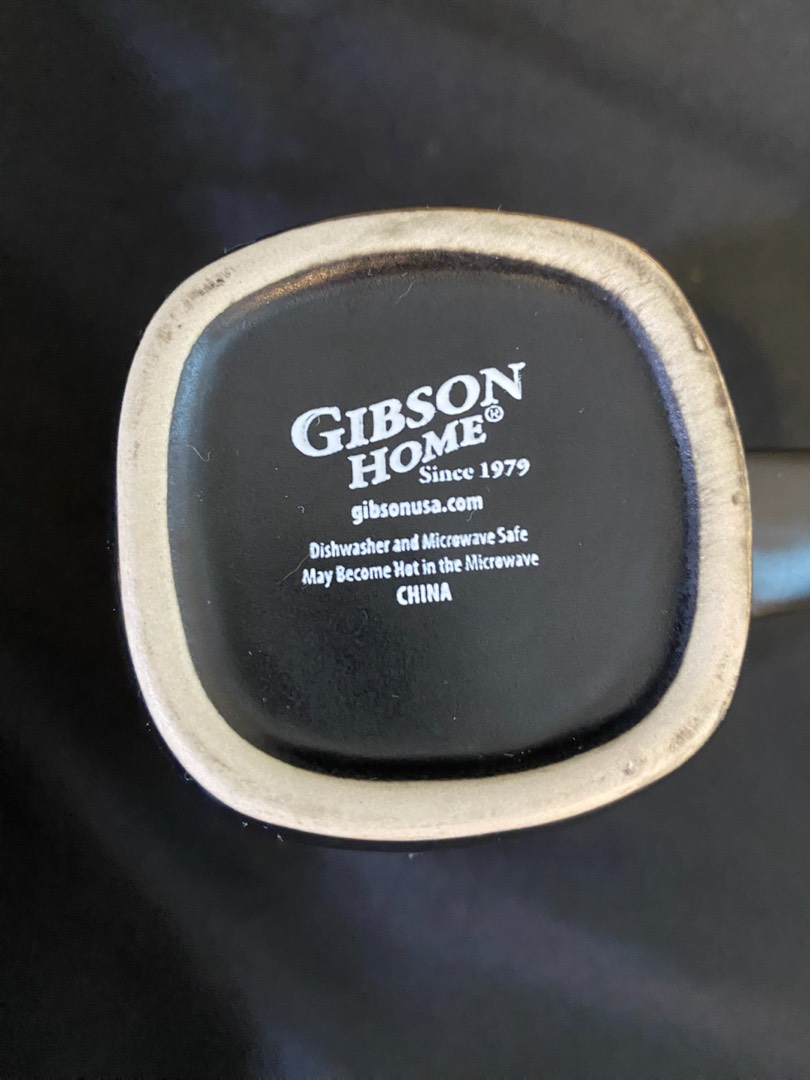 GIBSON
HOME®
Since 1979
gibsonusa.com
Dishwasher and Microwave Safe
May Become Hot in the Microwave
CHINA